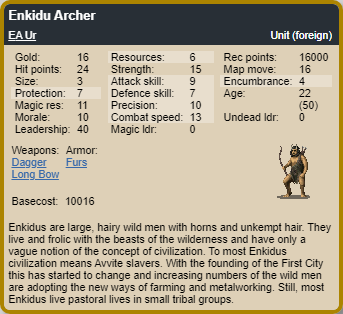 Enkidu Archer
EA Ur Unit (foreign)
Gold: 16 Resources: 6 Rec points: 16000
Hit points: 24 Strength: 15 Map move: 16
Size: 3 Attack skill: 9 Encumbrance: 4
Protection: 7 Defence skill: 7 Age: 22
Magic res: 11 Precision: 10 (50)
Morale: 10 Combat speed: 13 Undead ldr: 0
Leadership: 40 Magic ldr: 0
Weapons: Armor:
Dagger Furs
Long Bow
Basecost: 10016
Enkidus are large, hairy wild men with horns and unkempt hair. They
live and frolic with the beasts of the wilderness and have only a
vague notion of the concept of civilization. To most Enkidus
civilization means Avvite slavers. With the founding of the First City
this has started to change and increasing numbers of the wild men
are adopting the new ways of farming and metalworking. Still, most
Enkidus live pastoral lives in small tribal groups.